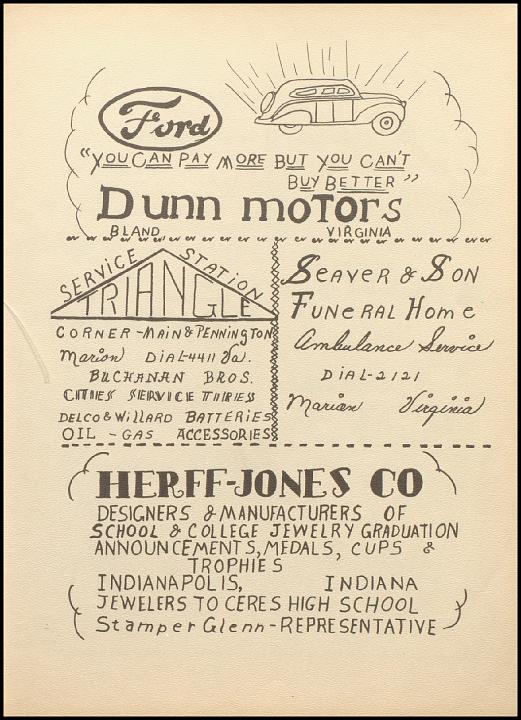 Ford
"YOU CAN PAY MORE BUT YOU CAN'T
BUY BETTER"
Dunn moTors
BLAND VIRGINIA
SERVICE STATION
TRIANGLE
CORNER-MAIN & PENNINGTON
Marion DIAL-4411 Va.
BUCHANAN BROS.
CITIES SERVICE TIRES
DELCO & WILLARD BATTERIES
OIL - GAS ACCESSORIES
SEAVER & SON
FUNERAL HOME
Ambulance Service
DIAL-2121
Marion Virginia
HERFF-JONES CO
DESIGNERS & MANUFACTURERS OF
SCHOOL & COLLEGE JEWELRY GRADUATION
ANNOUNCEMENTS, MEDALS, CUPS &
TROPHIES
INDIANAPOLIS, INDIANA
JEWELERS TO CERES HIGH SCHOOL
Stamper Glenn-REPRESENTATIVE